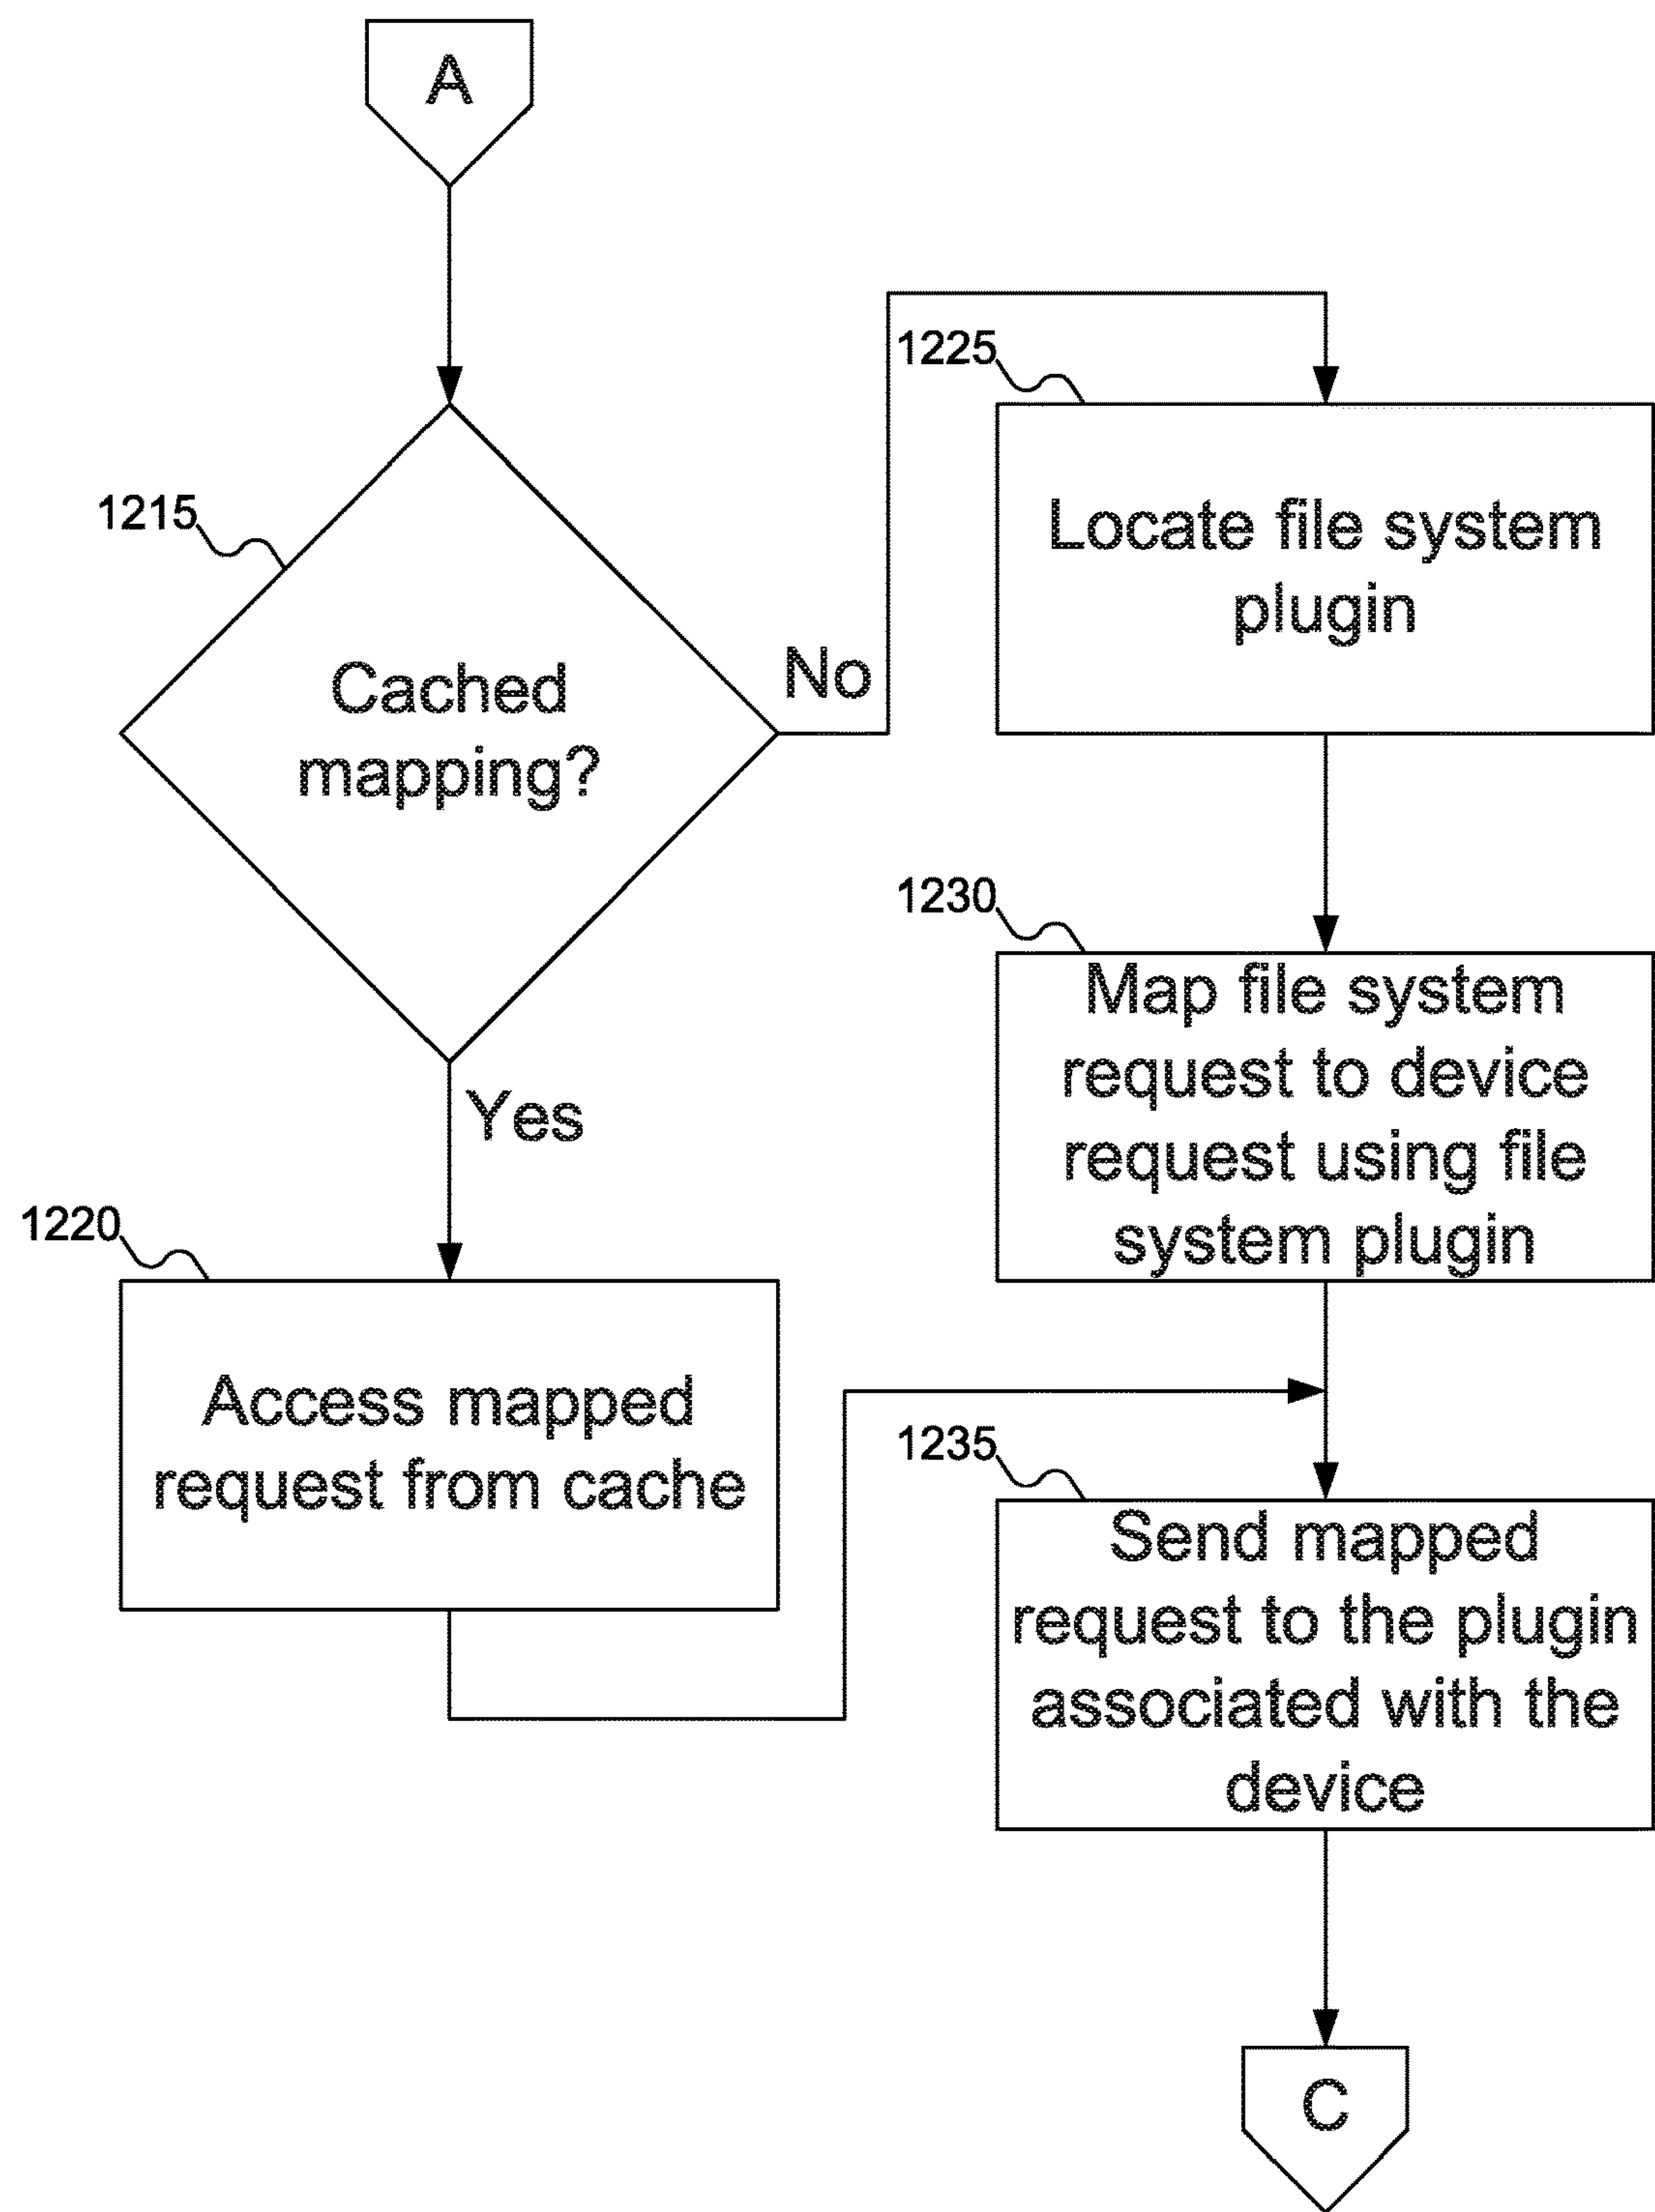 A
1215
Cached
mapping?
No
Yes
1220
Access mapped
request from cache
1225
Locate file system
plugin
1230
Map file system
request to device
request using file
system plugin
1235
Send mapped
request to the plugin
associated with the
device
C